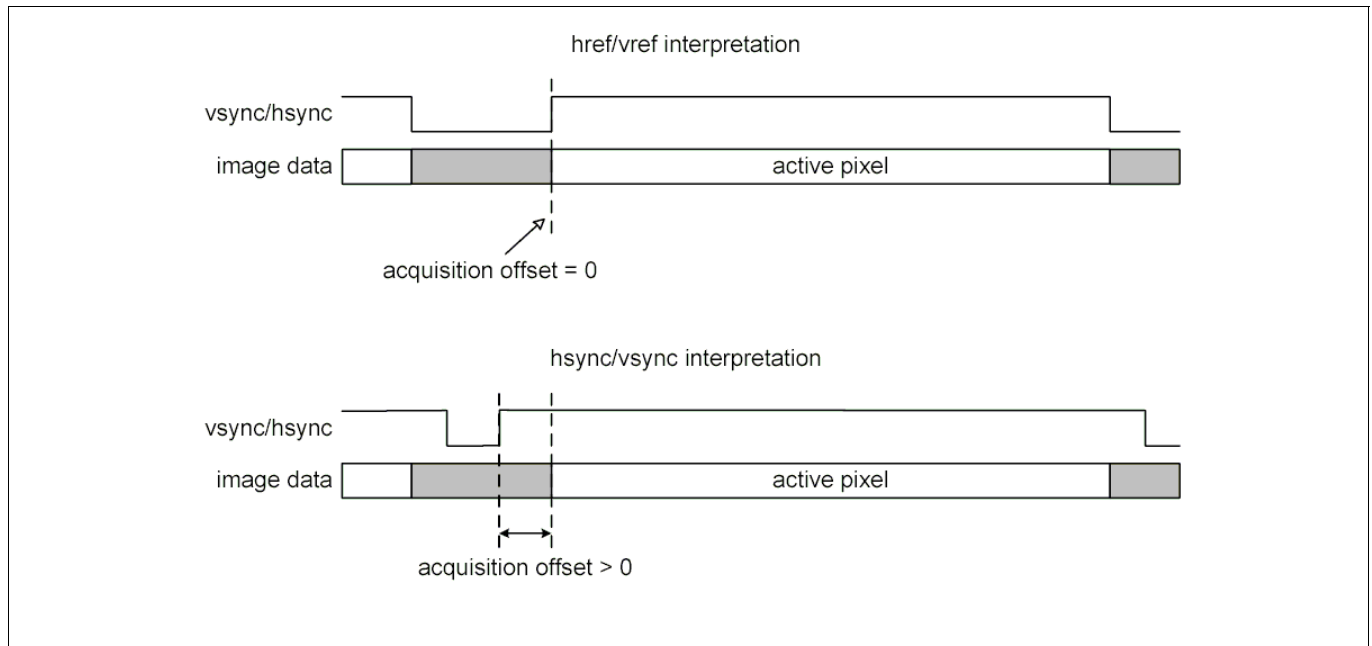 href/vref interpretation
vsync/hsync
image data
active pixel
acquisition offset = 0
hsync/vsync interpretation
vsync/hsync
image data
active pixel
acquisition offset > 0